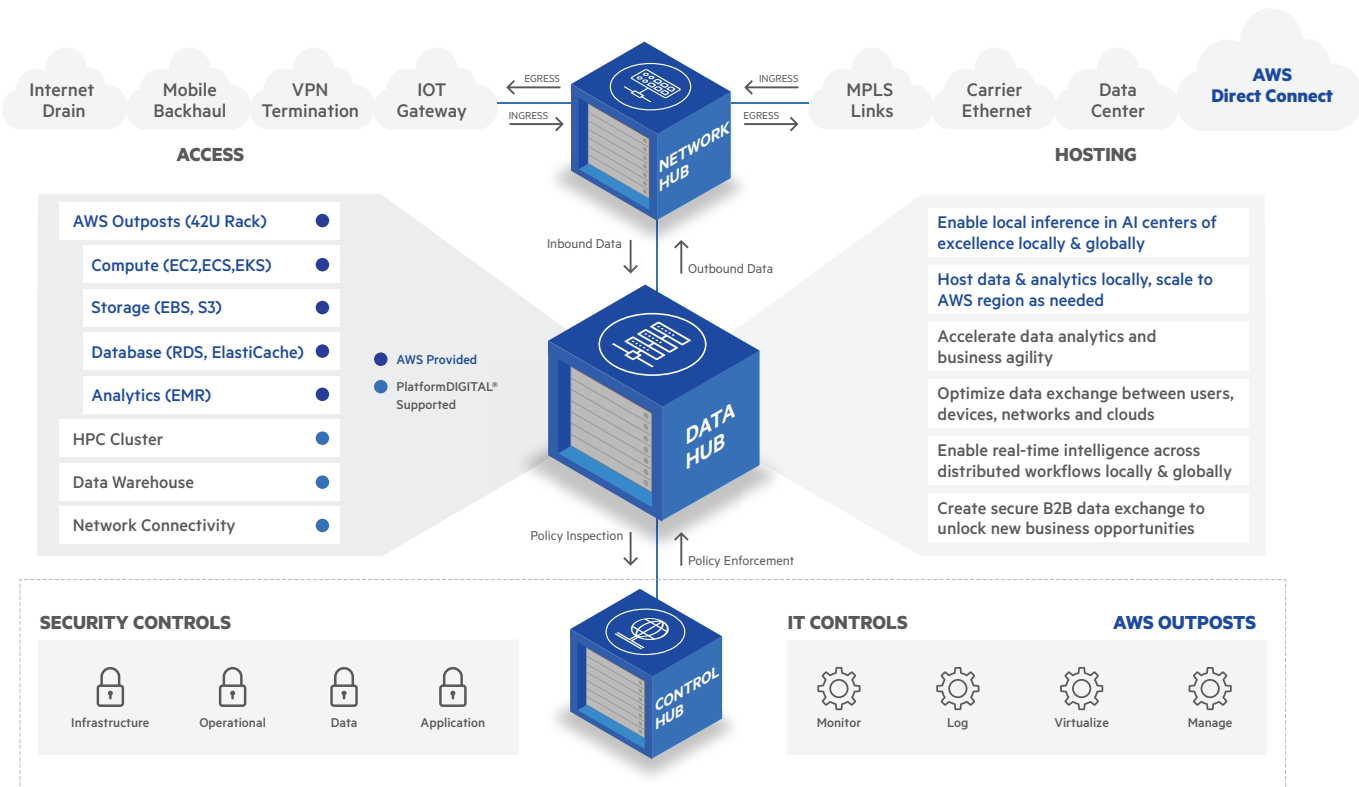 Internet
Drain
Mobile
Backhaul
VPN
Termination
IOT
Gateway
EGRESS
INGRESS
NETWORK
HUB
INGRESS
EGRESS
MPLS
Links
Carrier
Ethernet
Data
Center
AWS
Direct Connect
ACCESS
HOSTING
AWS Outposts (42U Rack)
Compute (EC2,ECS,EKS)
Storage (EBS, S3)
Database (RDS, ElastiCache)
Analytics (EMR)
HPC Cluster
Data Warehouse
Network Connectivity
AWS Provided
PlatformDIGITAL®
Supported
Inbound Data
Outbound Data
DATA
HUB
Enable local inference in AI centers of
excellence locally & globally
Host data & analytics locally, scale to
AWS region as needed
Accelerate data analytics and
business agility
Optimize data exchange between users,
devices, networks and clouds
Enable real-time intelligence across
distributed workflows locally & globally
Create secure B2B data exchange to
unlock new business opportunities
Policy Inspection
Policy Enforcement
SECURITY CONTROLS
Infrastructure
Operational
Data
Application
CONTROL
HUB
IT CONTROLS
AWS OUTPOSTS
Monitor
Log
Virtualize
Manage